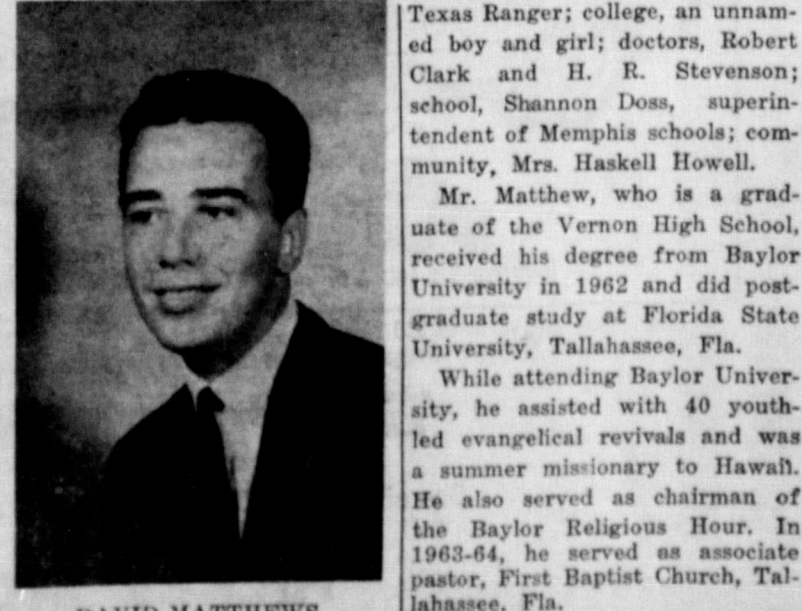 Texas Ranger; college, an unnam-
ed boy and girl; doctors, Robert
Clark and H. R. Stevenson;
school, Shannon Doss, superin-
tendent of Memphis schools; com-
munity, Mrs. Haskell Howell.
Mr. Matthew, who is a grad-
uate of the Vernon High School,
received his degree from Baylor
University in 1962 and did post-
graduate study at Florida State
University, Tallahassee, Fla.
While attending Baylor Univer-
sity, he assisted with 40 youth-
led evangelical revivals and was
a summer missionary to Hawaii.
He also served as chairman of
the Baylor Religious Hour. In
1963-64, he served as associate
pastor, First Baptist Church, Tal-
lahassee, Fla.
DAVID MATTHEWS